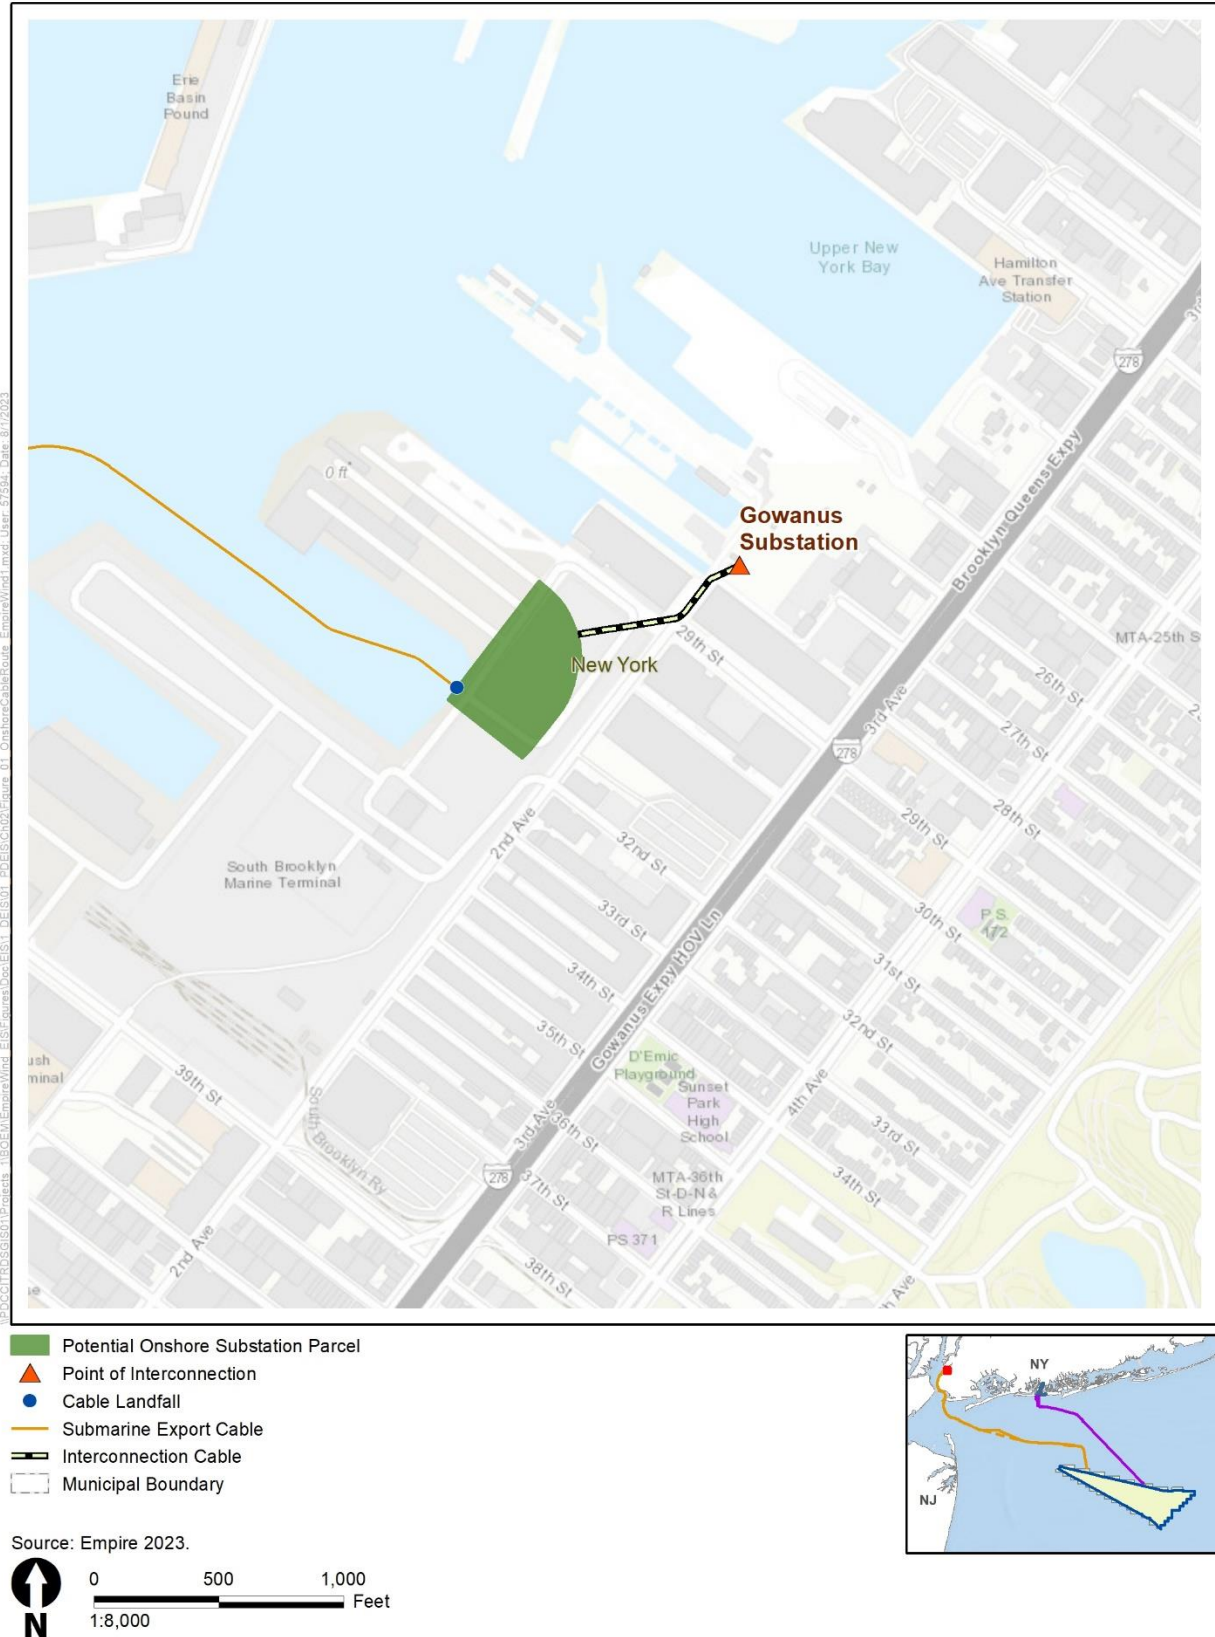 Erie
Basin
Pound
Upper New
York Bay
Hamilton
Ave Transfer
Station
278
0 ft
Gowanus
Substation
Brooklyn Queens Expy
MTA-25th S
29th St
New York
3rd Ave
26th St
278
27th St
28th St
29th St
2nd Ave
32nd St
South Brooklyn
Marine Terminal
33rd St
30th St
P.S.
172
Gowanus Expy HOV Ln
31st St
34th St
32nd St
35th St
D'Emic
Playground
Sunset
Park
High
School
4th Ave
33rd St
39th St
South Brooklyn Ry
3rd Ave
36th St
278
37th St
MTA-36th
St-D-N &
R Lines
34th St
PS 371
2nd Ave
38th St
Potential Onshore Substation Parcel
Point of Interconnection
Cable Landfall
Submarine Export Cable
Interconnection Cable
Municipal Boundary
Source: Empire 2023.
N
0 500 1,000
Feet
1:8,000
NY
NJ